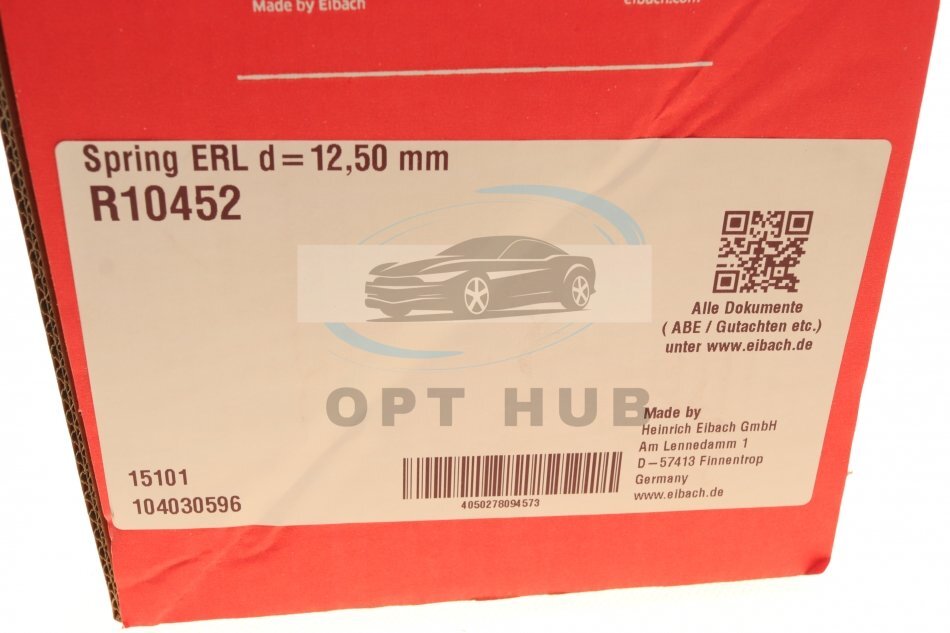 Made by Eibach
eibach.com
Spring ERL d=12,50 mm
R10452
Alle Dokumente
( ABE / Gutachten etc.)
unter www.eibach.de
OPT HUB
Made by
Heinrich Eibach GmbH
Am Lennedamm 1
D-57413 Finnentrop
Germany
www.eibach.de
15101
104030596
4050278094573